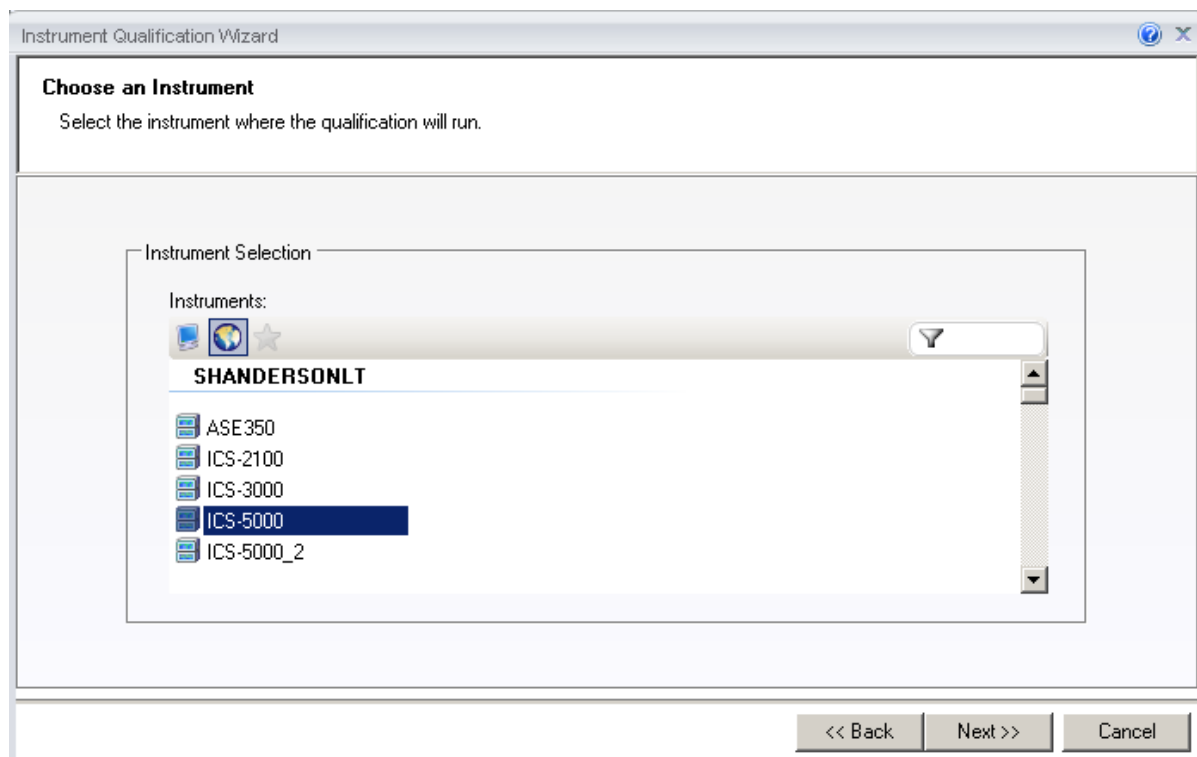 Instrument Qualification Wizard
Choose an Instrument
Select the instrument where the qualification will run.
Instrument Selection
Instruments:
SHANDERSONLT
ASE350
ICS-2100
ICS-3000
ICS-5000
ICS-5000_2
<< Back Next >> Cancel